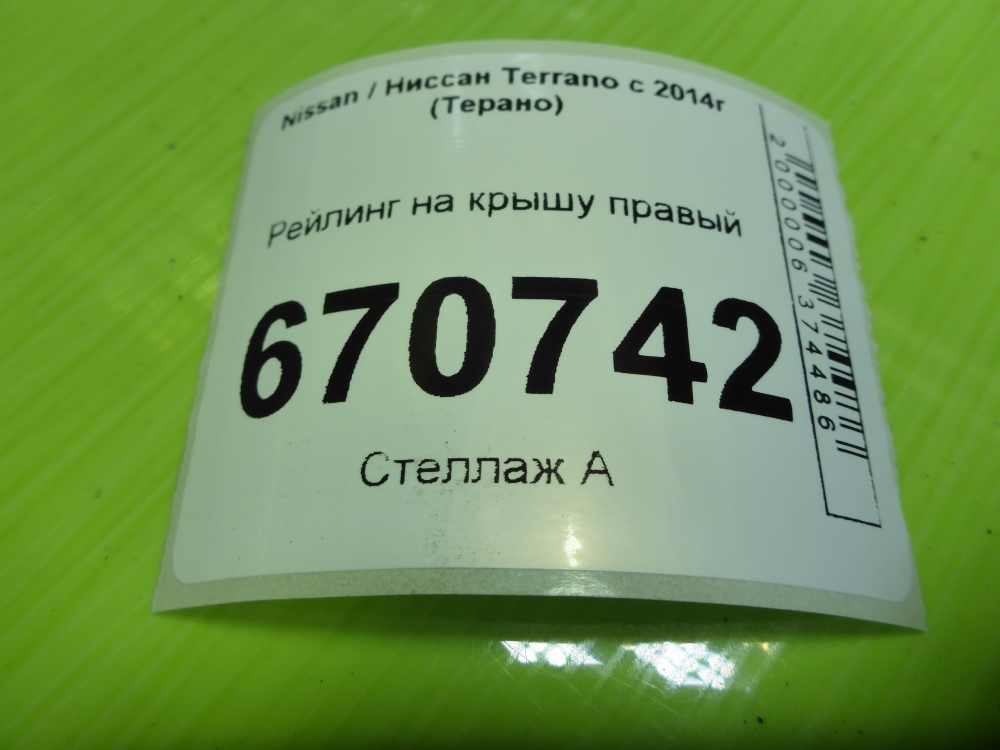 Nissan / Ниссан Terrano с 2014г
(Терано)
Рейлинг на крышу правый
670742
Стеллаж А
2000006374486